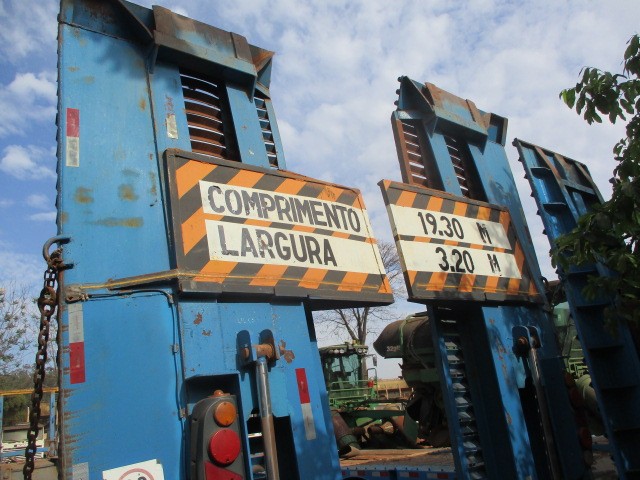 COMPRIMENTO
LARGURA
19.30 M
3.20 M